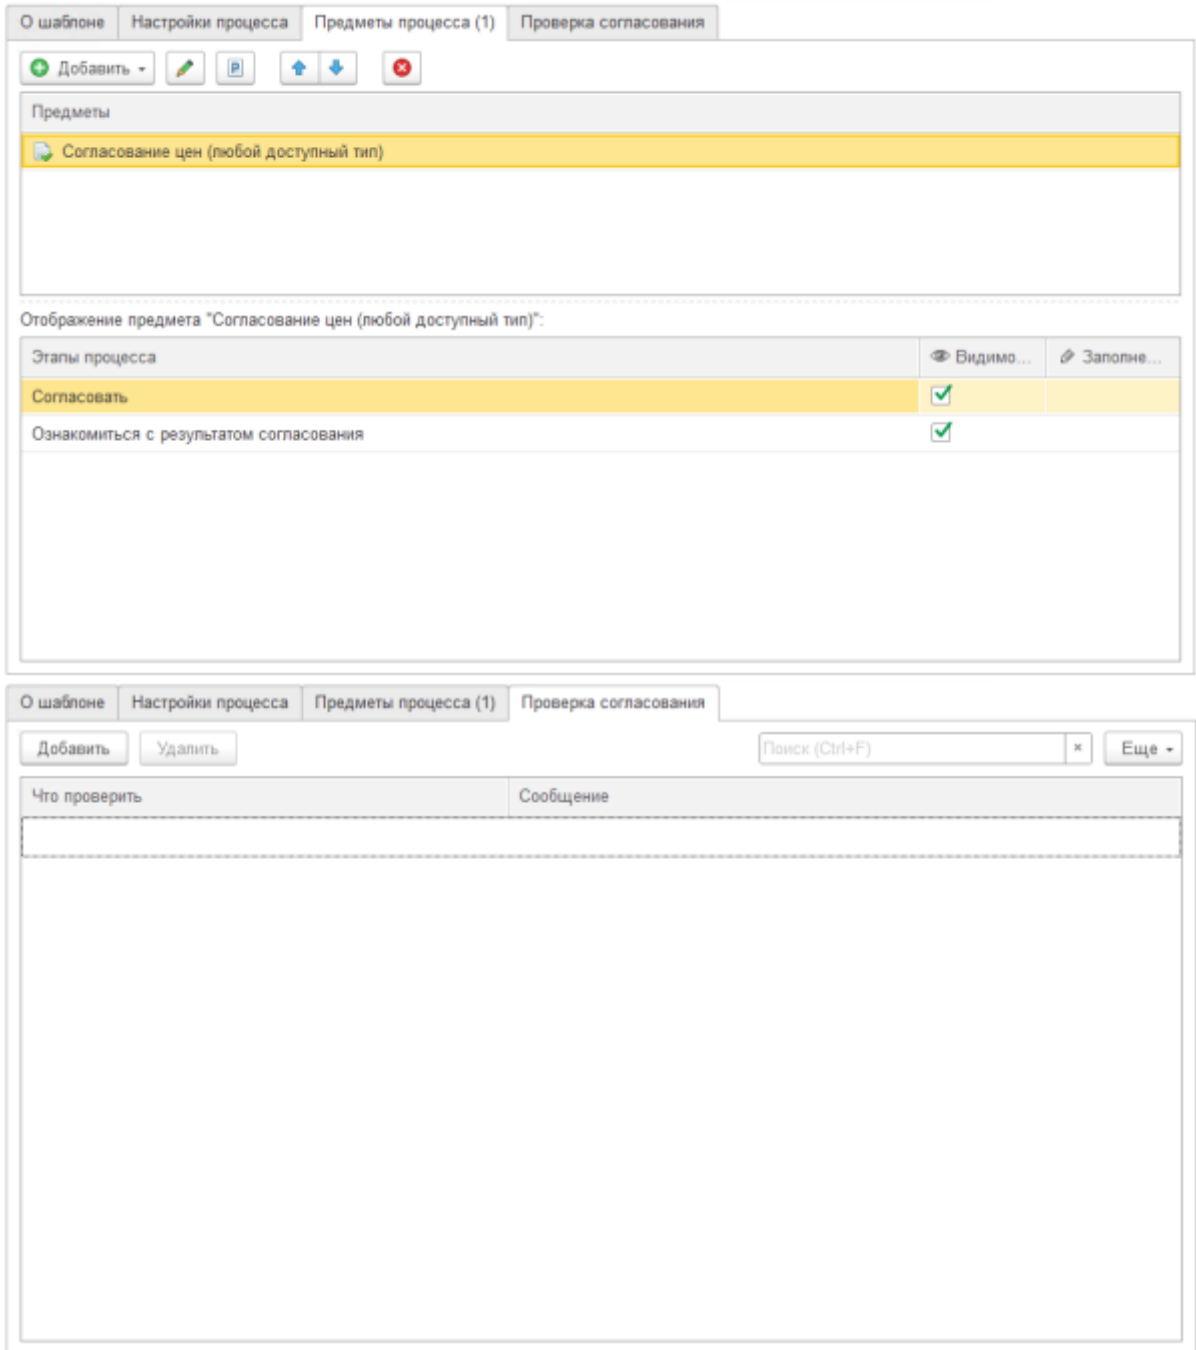 О шаблоне Настройки процесса Предметы процесса (1) Проверка согласования
Добавить
Предметы
Согласование цен (любой доступный тип)
Отображение предмета "Согласование цен (любой доступный тип)":
Этапы процесса Видимо... Заполне...
Согласовать
Ознакомиться с результатом согласования
О шаблоне Настройки процесса Предметы процесса (1) Проверка согласования
Добавить Удалить Поиск (Ctrl+F) × Еще
Что проверить Сообщение